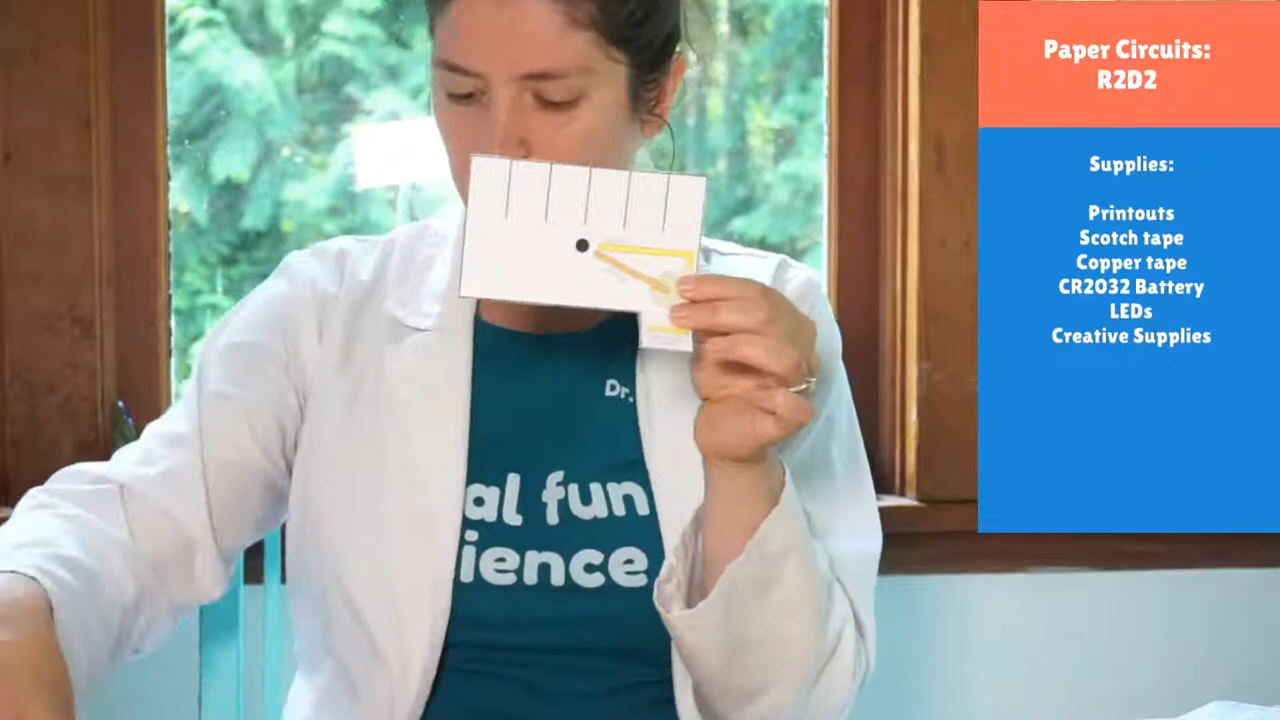 Paper Circuits:
R2D2
Supplies:
Printouts
Scotch tape
Copper tape
CR2032 Battery
LEDs
Creative Supplies
Dr.
al fun
ience